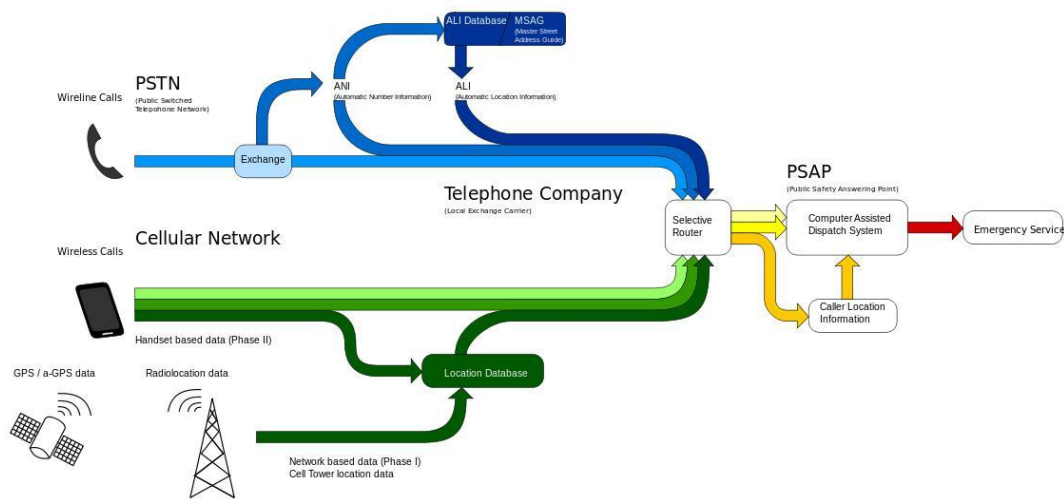 ALI Database
MSAG
(Master Street
Address Guide)
PSTN
(Public Switched
Telepohone Network)
Wireline Calls
ANI
(Automatic Number Information)
ALI
(Automatic Location Information)
Exchange
Telephone Company
(Local Exchange Carrier)
PSAP
(Public Safety Answering Point)
Selective
Router
Computer Assisted
Dispatch System
Emergency Service
Cellular Network
Wireless Calls
Caller Location
Information
Handset based data (Phase II)
Location Database
GPS / a-GPS data
Radiolocation data
Network based data (Phase I)
Cell Tower location data